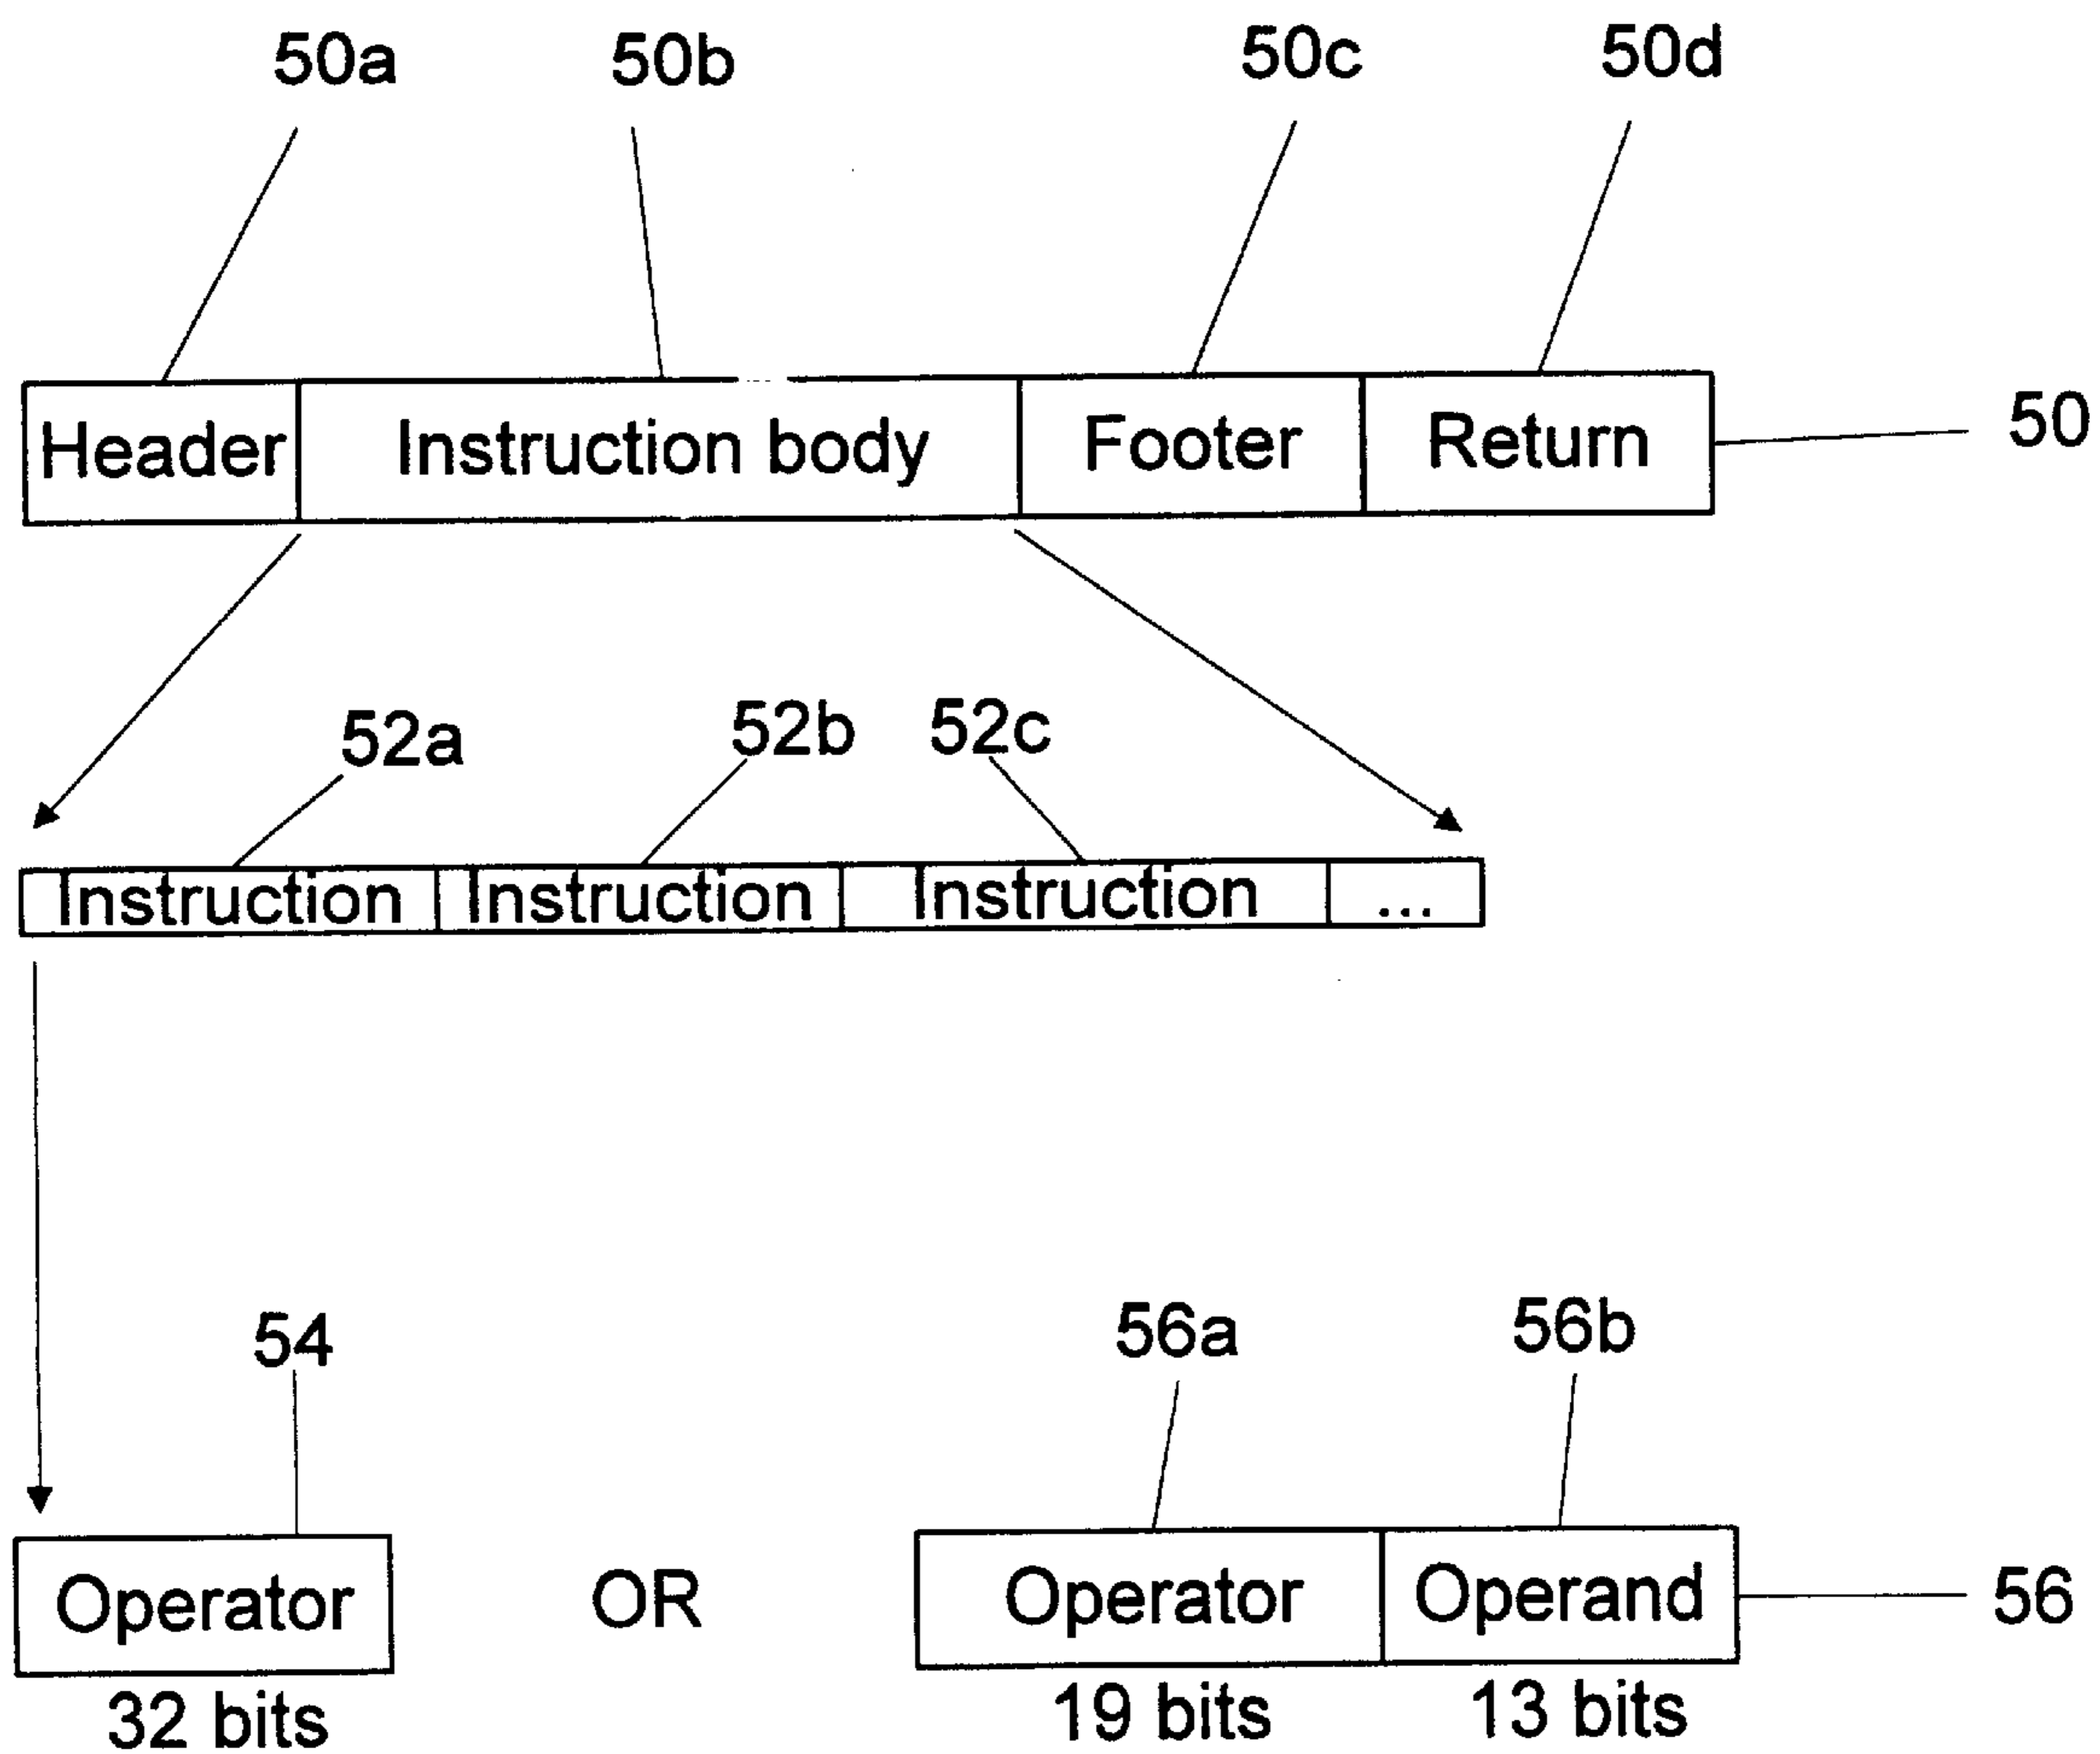 50a 50b 50c 50d
Header Instruction body Footer Return 50
52a 52b 52c
Instruction Instruction Instruction ...
54 56a 56b
Operator OR Operator Operand 56
32 bits 19 bits 13 bits